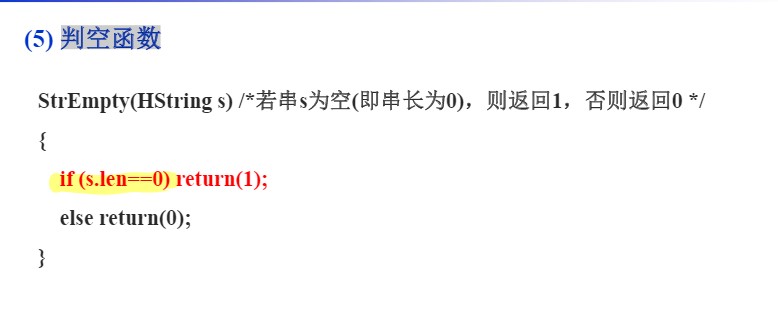 (5) 判空函数
StrEmpty(HString s) /*若串s为空(即串长为0)，则返回1，否则返回0 */
{
if (s.len==0) return(1);
else return(0);
}